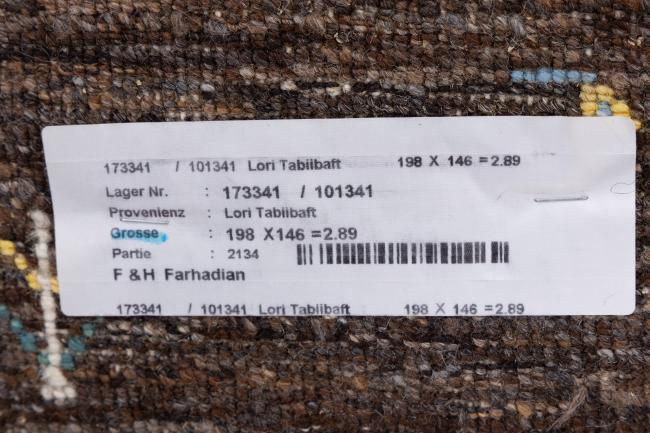 173341 / 101341 Lori Tabiibaft 198 X 146 =2.89
Lager Nr. : 173341 / 101341
Provenienz : Lori Tabiibaft
Grosse : 198 X146 =2.89
Partie : 2134
F & H Farhadian
173341 / 101341 Lori Tabiibaft 198 X 146 =2.89